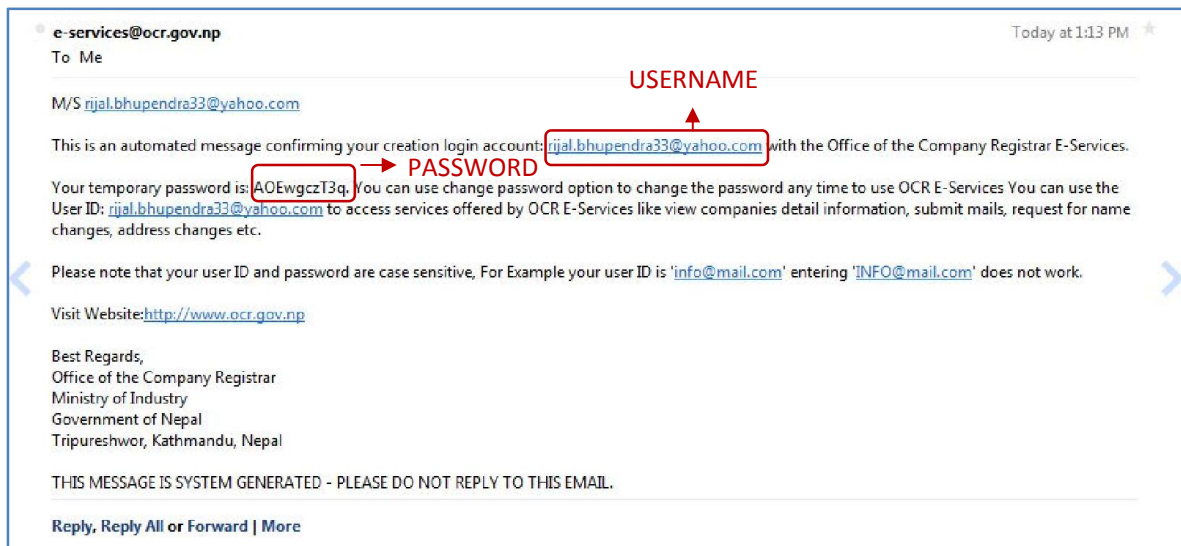 e-services@ocr.gov.np
Today at 1:13 PM
To Me
USERNAME
M/S rijal.bhupendra33@yahoo.com
This is an automated message confirming your creation login account: rijal.bhupendra33@yahoo.com with the Office of the Company Registrar E-Services.
PASSWORD
Your temporary password is: AOEwgczT3q. You can use change password option to change the password any time to use OCR E-Services You can use the
User ID: rijal.bhupendra33@yahoo.com to access services offered by OCR E-Services like view companies detail information, submit mails, request for name
changes, address changes etc.
Please note that your user ID and password are case sensitive, For Example your user ID is 'info@mail.com' entering 'INFO@mail.com' does not work.
Visit Website:http://www.ocr.gov.np
Best Regards,
Office of the Company Registrar
Ministry of Industry
Government of Nepal
Tripureshwor, Kathmandu, Nepal
THIS MESSAGE IS SYSTEM GENERATED - PLEASE DO NOT REPLY TO THIS EMAIL.
Reply, Reply All or Forward | More